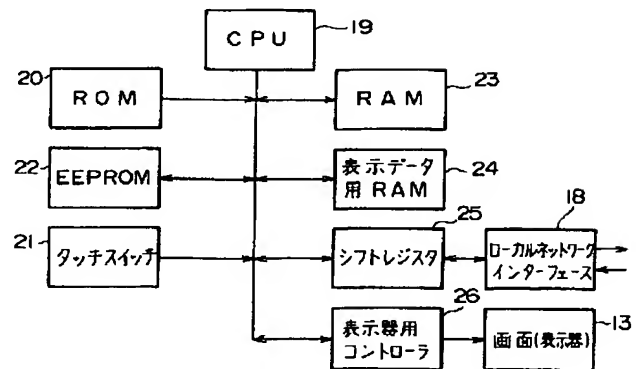 CPU
19
20
ROM
RAM
23
22
EEPROM
表示データ
用RAM
24
21
タッチスイッチ
シフトレジスタ
25
ローカルネットワーク
インターフェース
18
表示器用
コントローラ
26
画面(表示器)
13